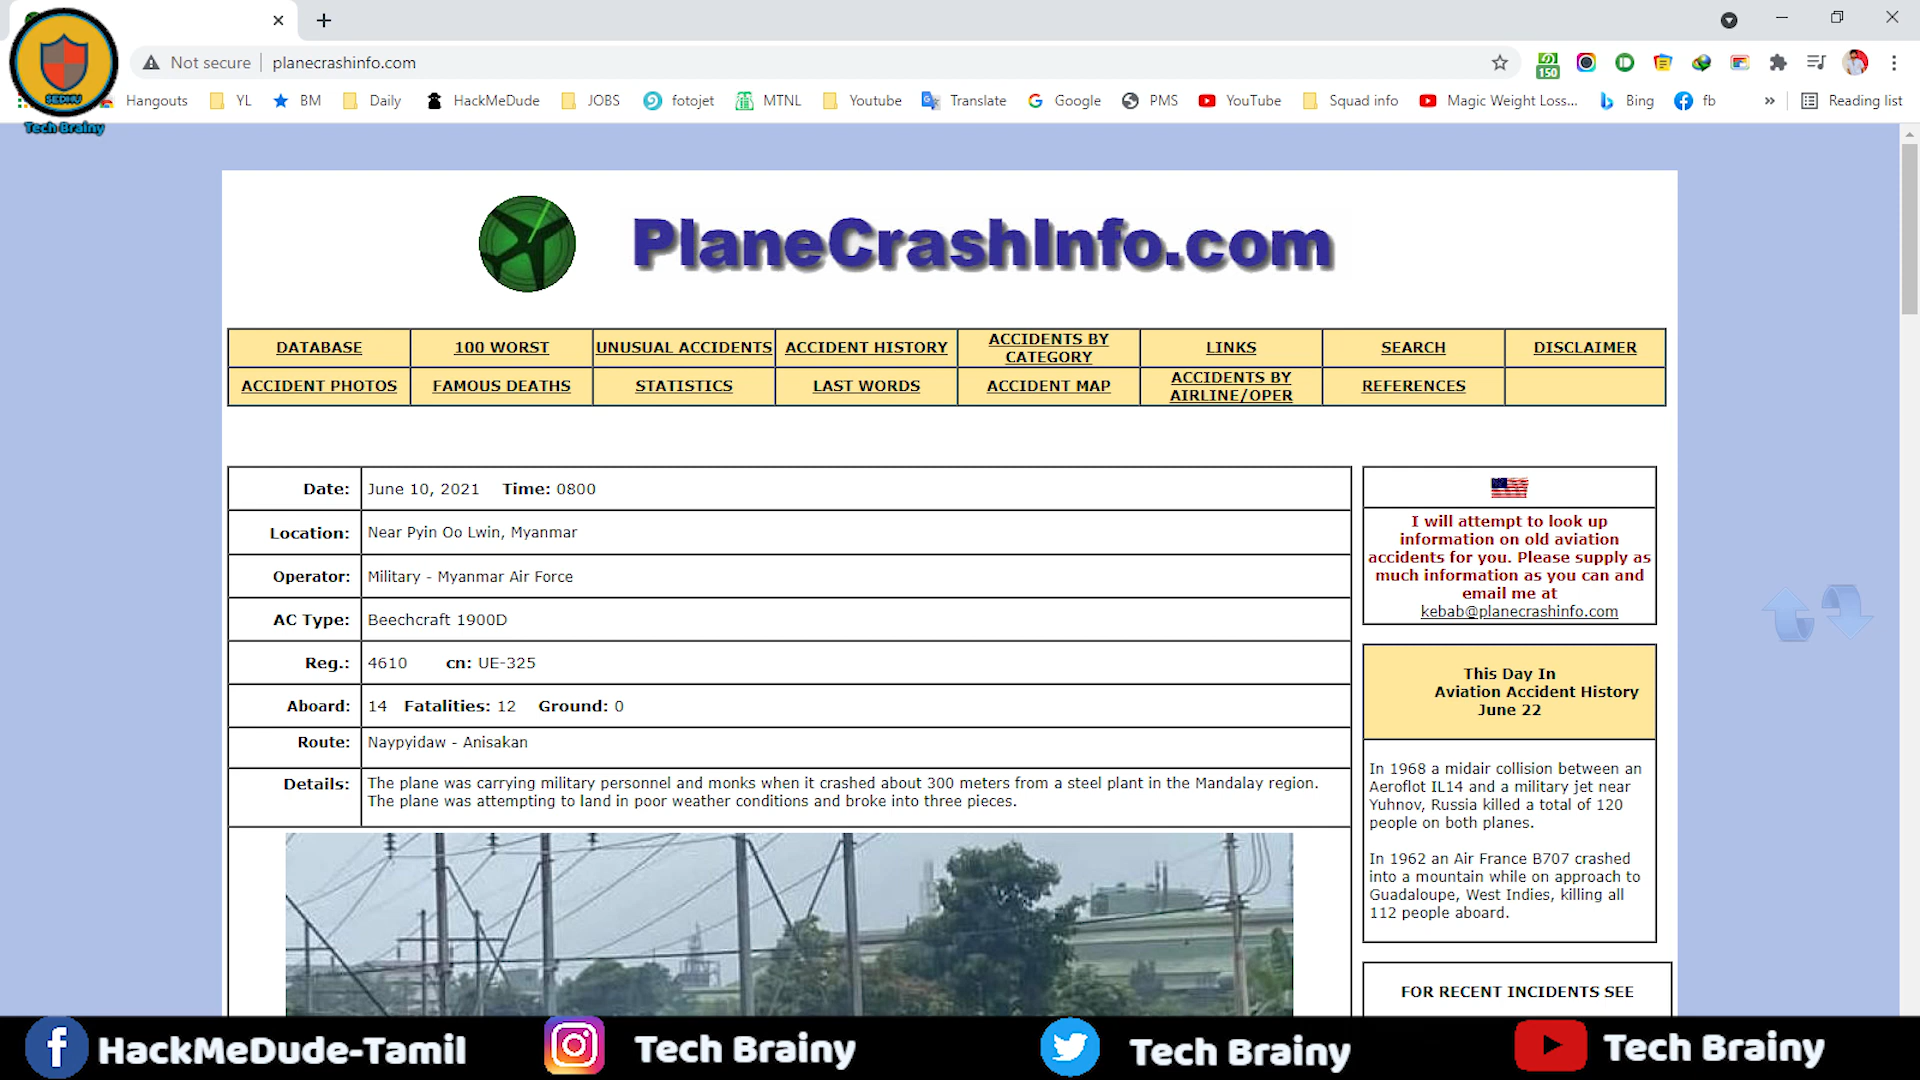 Not secure planecrashinfo.com
150
SEDHU
Tech Brainy
Hangouts YL BM Daily HackMeDude JOBS fotojet MTNL Youtube Translate Google PMS YouTube Squad info Magic Weight Loss... Bing fb » Reading list
PlaneCrashInfo.com
DATABASE 100 WORST UNUSUAL ACCIDENTS ACCIDENT HISTORY ACCIDENTS BY CATEGORY LINKS SEARCH DISCLAIMER
ACCIDENT PHOTOS FAMOUS DEATHS STATISTICS LAST WORDS ACCIDENT MAP ACCIDENTS BY AIRLINE/OPER REFERENCES
Date: June 10, 2021 Time: 0800
Location: Near Pyin Oo Lwin, Myanmar
Operator: Military - Myanmar Air Force
AC Type: Beechcraft 1900D
Reg.: 4610 cn: UE-325
Aboard: 14 Fatalities: 12 Ground: 0
Route: Naypyidaw - Anisakan
Details: The plane was carrying military personnel and monks when it crashed about 300 meters from a steel plant in the Mandalay region.
The plane was attempting to land in poor weather conditions and broke into three pieces.
I will attempt to look up
information on old aviation
accidents for you. Please supply as
much information as you can and
email me at
kebab@planecrashinfo.com
This Day In
Aviation Accident History
June 22
In 1968 a midair collision between an
Aeroflot IL14 and a military jet near
Yuhnov, Russia killed a total of 120
people on both planes.
In 1962 an Air France B707 crashed
into a mountain while on approach to
Guadaloupe, West Indies, killing all
112 people aboard.
FOR RECENT INCIDENTS SEE
HackMeDude-Tamil Tech Brainy Tech Brainy Tech Brainy